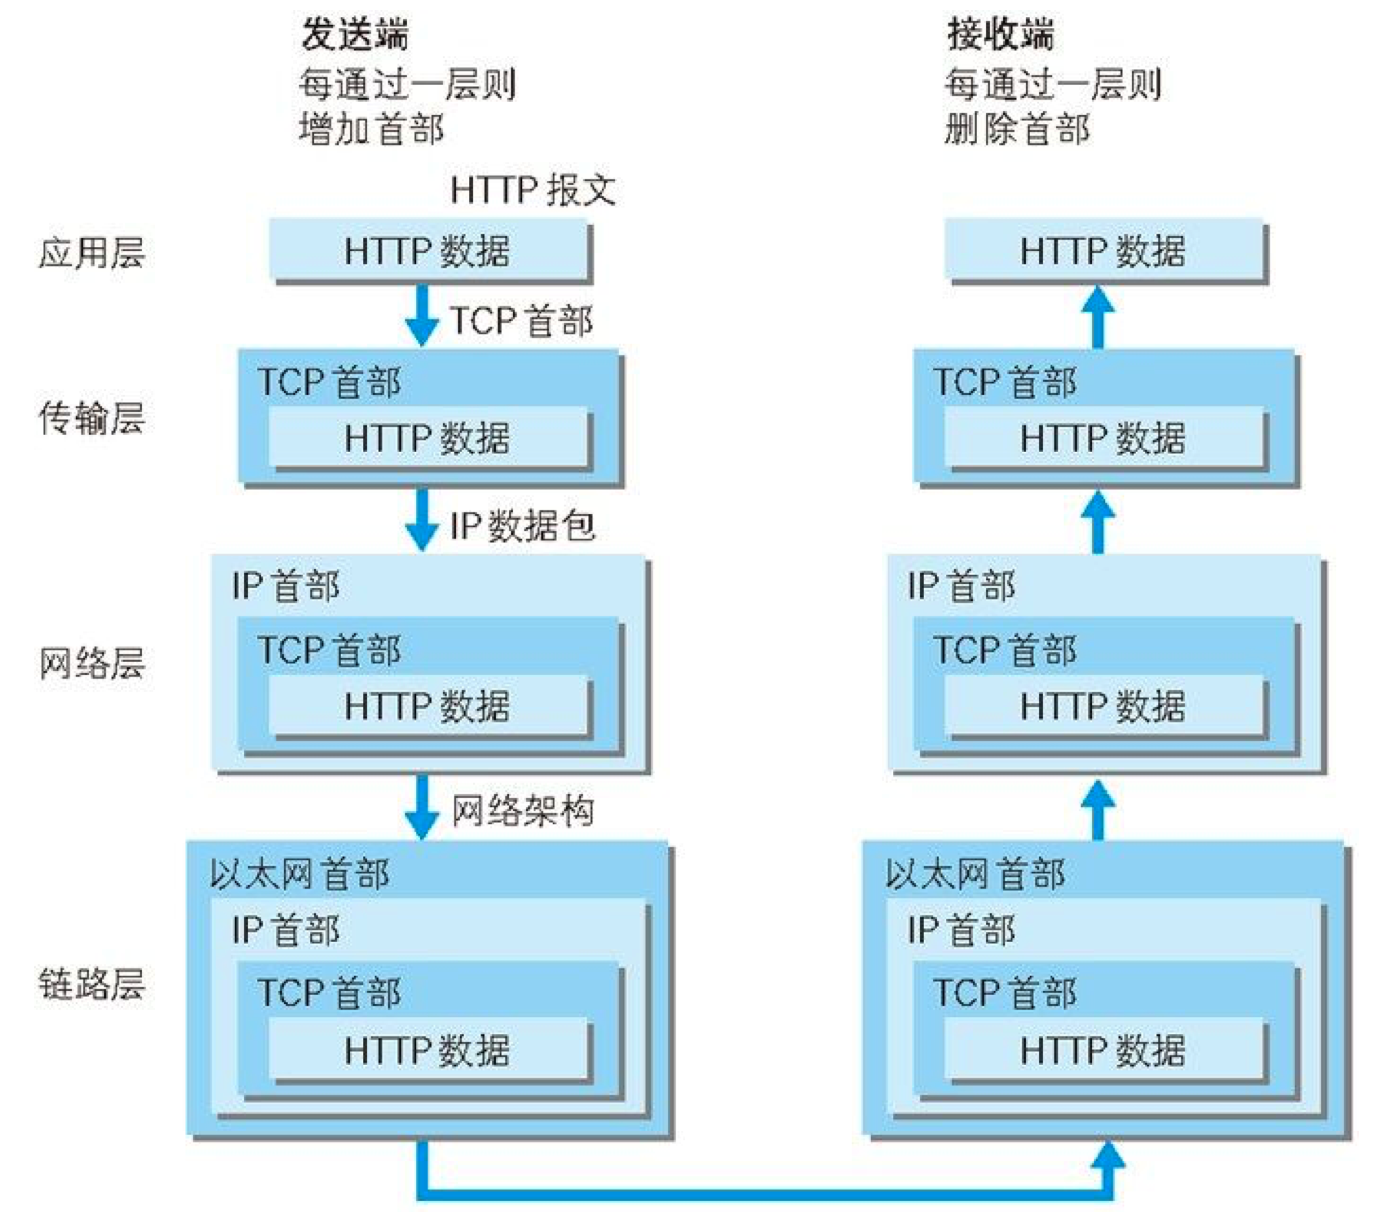 发送端
每通过一层则
增加首部
接收端
每通过一层则
删除首部
HTTP 报文
应用层
HTTP 数据
HTTP 数据
TCP 首部
传输层
TCP 首部
HTTP 数据
TCP 首部
HTTP 数据
IP 数据包
网络层
IP 首部
TCP 首部
HTTP 数据
IP 首部
TCP 首部
HTTP 数据
网络架构
链路层
以太网首部
IP 首部
TCP 首部
HTTP 数据
以太网首部
IP 首部
TCP 首部
HTTP 数据